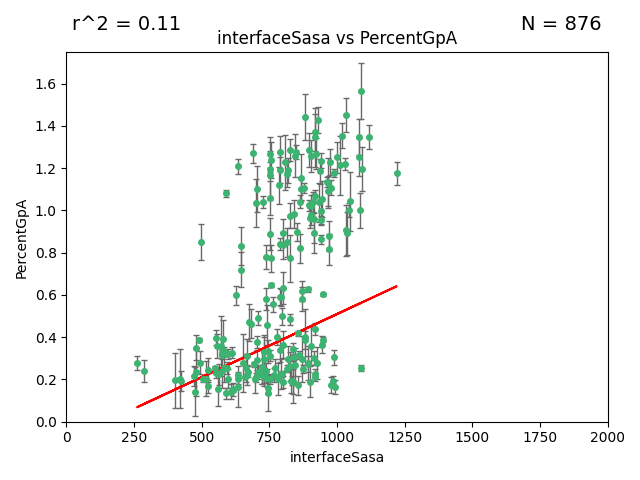 r^2 = 0.11
N = 876
interfaceSasa vs PercentGpA
PercentGpA
1.6
1.4
1.2
1.0
0.8
0.6
0.4
0.2
0.0
0 250 500 750 1000 1250 1500 1750 2000
interfaceSasa